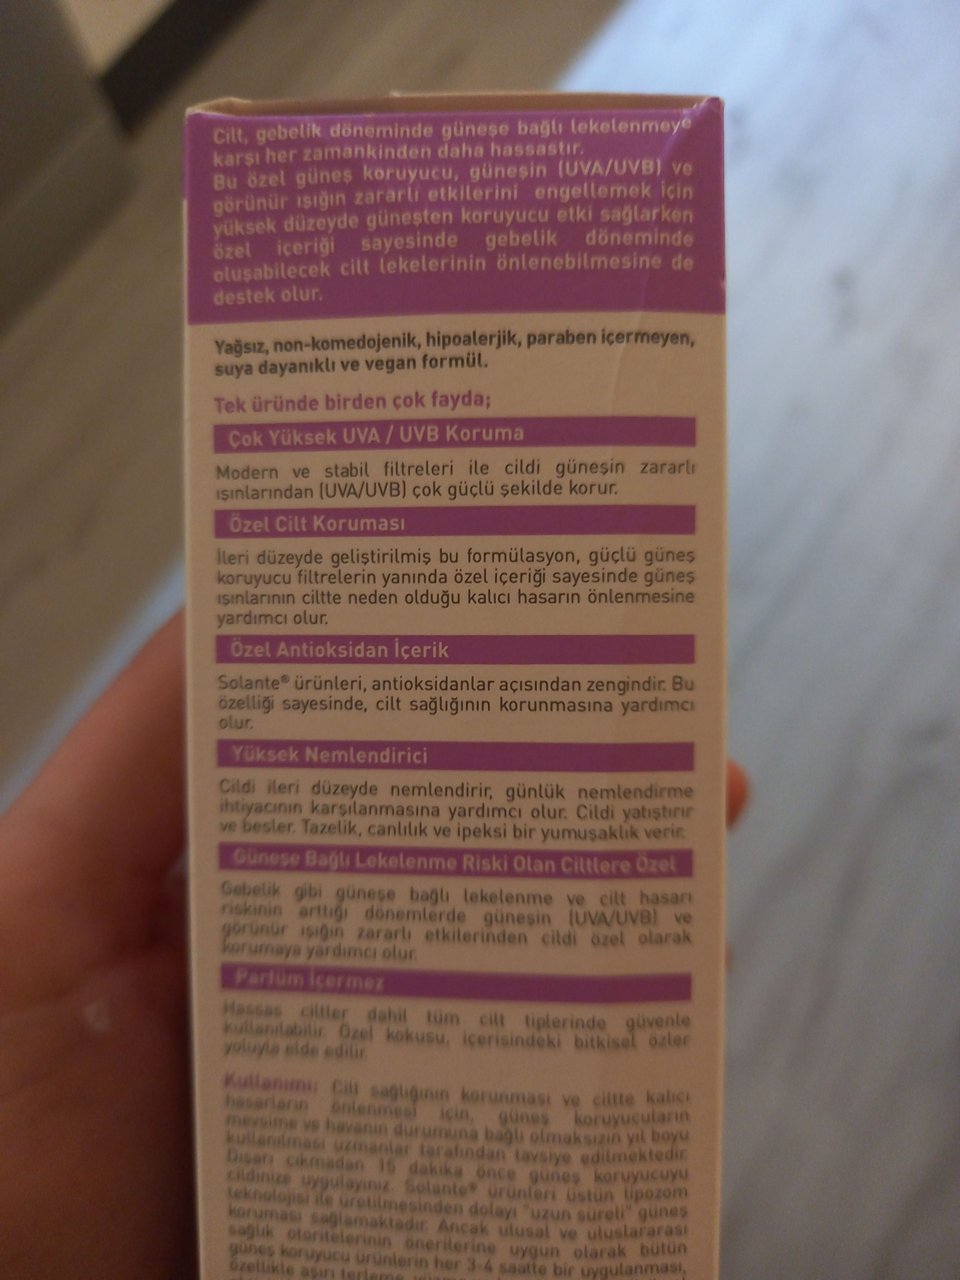 Cilt, gebelik döneminde güneşe bağlı lekelenmeye
karşı her zamankinden daha hassastır.
Bu özel güneş koruyucu, güneşin (UVA/UVB) ve
görünür ışığın zararlı etkilerini engellemek için
yüksek düzeyde güneşten koruyucu etki sağlarken
özel içeriği sayesinde gebelik döneminde
oluşabilecek cilt lekelerinin önlenebilmesine de
destek olur.
Yağsız, non-komedojenik, hipoalerjik, paraben içermeyen,
suya dayanıklı ve vegan formül.
Tek üründe birden çok fayda;
Çok Yüksek UVA / UVB Koruma
Modern ve stabil filtreleri ile cildi güneşin zararlı
ışınlarından (UVA/UVB) çok güçlü şekilde korur.
Özel Cilt Koruması
İleri düzeyde geliştirilmiş bu formülasyon, güçlü güneş
koruyucu filtrelerin yanında özel içeriği sayesinde güneş
ışınlarının ciltte neden olduğu kalıcı hasarın önlenmesine
yardımcı olur.
Özel Antioksidan İçerik
Solante® ürünleri, antioksidanlar açısından zengindir. Bu
özelliği sayesinde, cilt sağlığının korunmasına yardımcı
olur.
Yüksek Nemlendirici
Cildi ileri düzeyde nemlendirir, günlük nemlendirme
ihtiyacının karşılanmasına yardımcı olur. Cildi yatıştırır
ve besler. Tazelik, canlılık ve ipeksi bir yumuşaklık verir.
Güneşe Bağlı Lekelenme Riski Olan Ciltlere Özel
Gebelik gibi güneşe bağlı lekelenme ve cilt hasarı
riskinin arttığı dönemlerde güneşin (UVA/UVB) ve
görünür ışığın zararlı etkilerinden cildi özel olarak
korumaya yardımcı olur.
Parfüm İçermez
Hassas ciltler dahil tüm cilt tiplerinde güvenle
kullanılabilir. Özel kokusu, içerisindeki bitkisel özler
yoluyla elde edilir.
Kullanımı: Cilt sağlığının korunması ve ciltte kalıcı
hasarların önlenmesi için, güneş koruyucuların
mevsime ve havanın durumuna bağlı olmaksızın yıl boyu
kullanılması uzmanlar tarafından tavsiye edilmektedir.
Dışarı çıkmadan 15 dakika önce güneş koruyucuyu
cildinize uygulayınız. Solante® ürünleri üstün lipozom
teknolojisi ile üretilmesinden dolayı "uzun süreli" güneş
koruması sağlamaktadır. Ancak ulusal ve uluslararası
sağlık otoritelerinin önerilerine uygun olarak bütün
güneş koruyucu ürünlerin her 3-4 saatte bir uygulanması,
özellikle aşırı terleme,